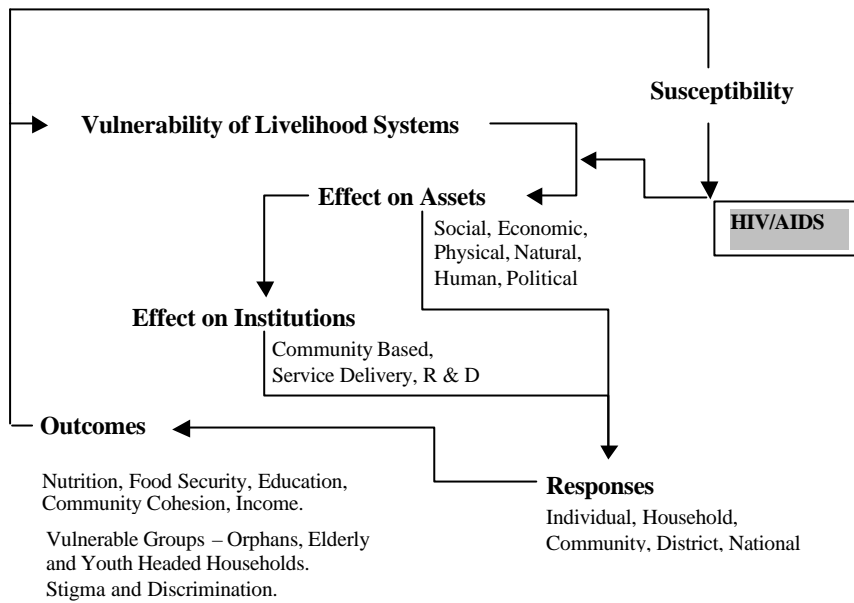 Susceptibility
Vulnerability of Livelihood Systems
Effect on Assets
Social, Economic,
Physical, Natural,
Human, Political
HIV/AIDS
Effect on Institutions
Community Based,
Service Delivery, R & D
Outcomes
Nutrition, Food Security, Education,
Community Cohesion, Income.
Vulnerable Groups – Orphans, Elderly
and Youth Headed Households.
Stigma and Discrimination.
Responses
Individual, Household,
Community, District, National